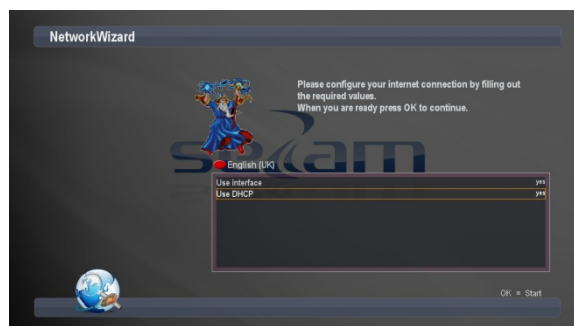 NetworkWizard
Please configure your internet connection by filling out
the required values.
When you are ready press OK to continue.
English (UK)
Use interface yes
Use DHCP yes
OK = Start